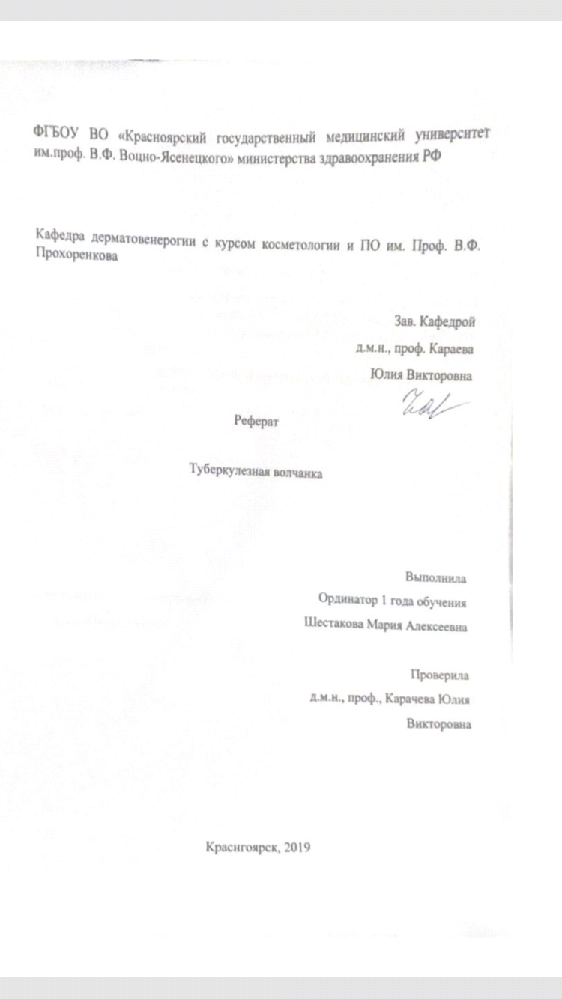 ФГБОУ ВО «Красноярский государственный медицинский университет
им.проф. В.Ф. Воцно-Ясенецкого» министерства здравоохранения РФ
Кафедра дерматовенерогии с курсом косметологии и ПО им. Проф. В.Ф.
Прохоренкова
Зав. Кафедрой
д.м.н., проф. Караева
Юлия Викторовна
Реферат
Туберкулезная волчанка
Выполнила
Ординатор 1 года обучения
Шестакова Мария Алексеевна
Проверила
д.м.н., проф., Карачева Юлия
Викторовна
Краснгоярск, 2019